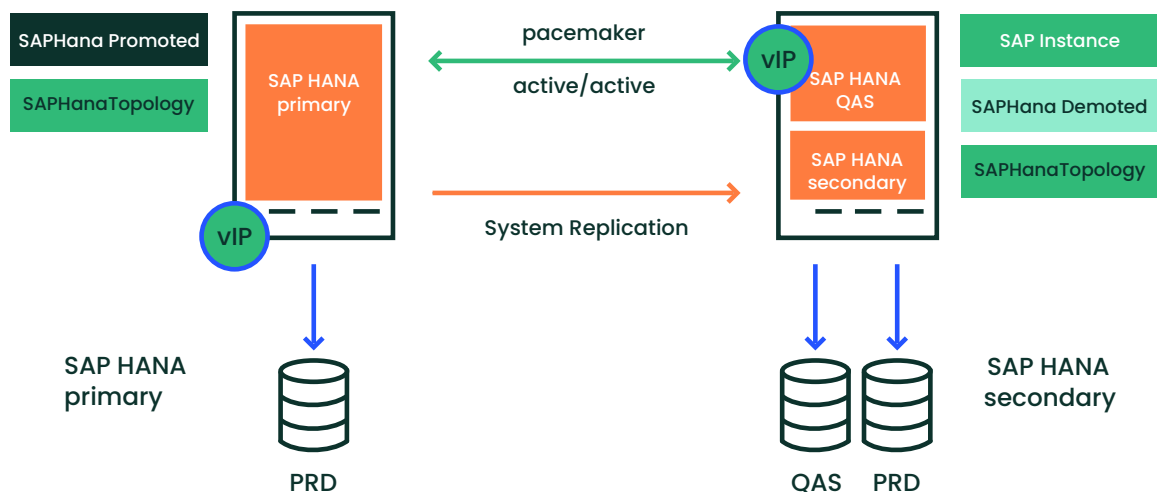 SAPHana Promoted
SAPHanaTopology
SAP HANA
primary
vIP
pacemaker
active/active
System Replication
vIP
SAP HANA
QAS
SAP HANA
secondary
SAP Instance
SAPHana Demoted
SAPHanaTopology
SAP HANA
primary
PRD
QAS
PRD
SAP HANA
secondary